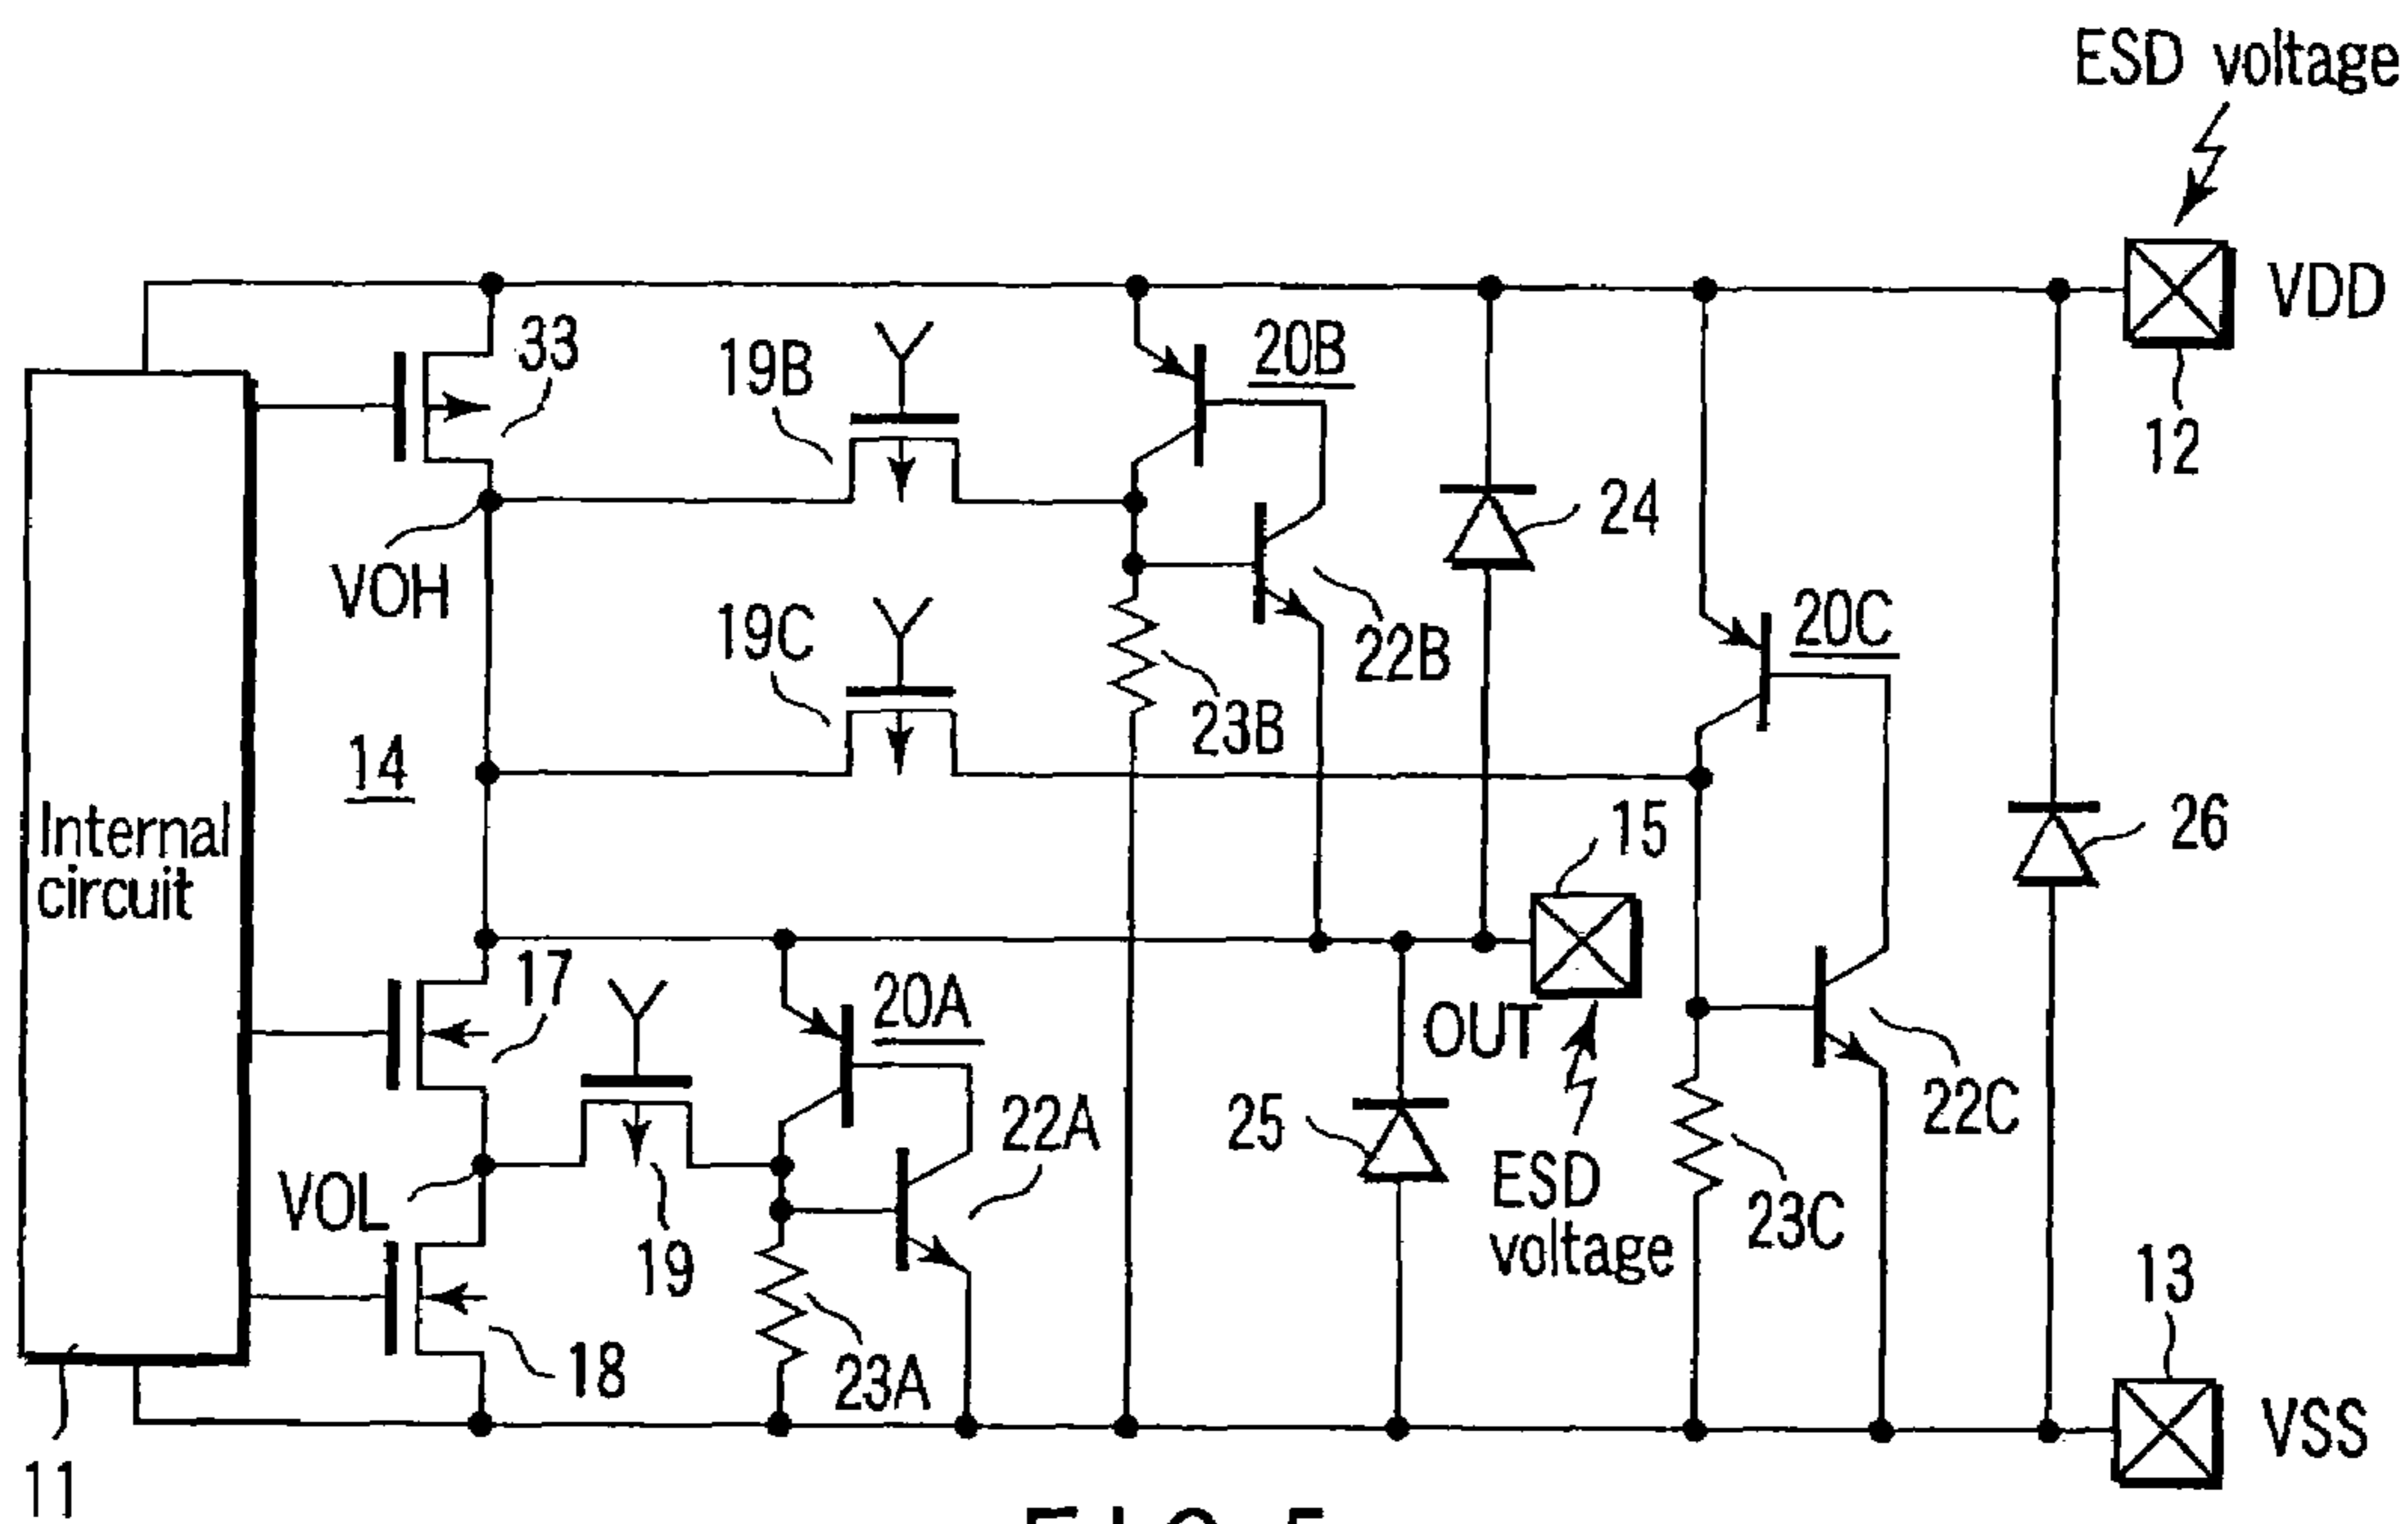 ESD voltage
VDD
12
33
19B
20B
24
VOH
22B
19C
20C
23B
14
Internal
circuit
15
26
17
20A
OUT
22A
25
22C
VOL
ESD
voltage
19
23C
13
23A
18
VSS
11